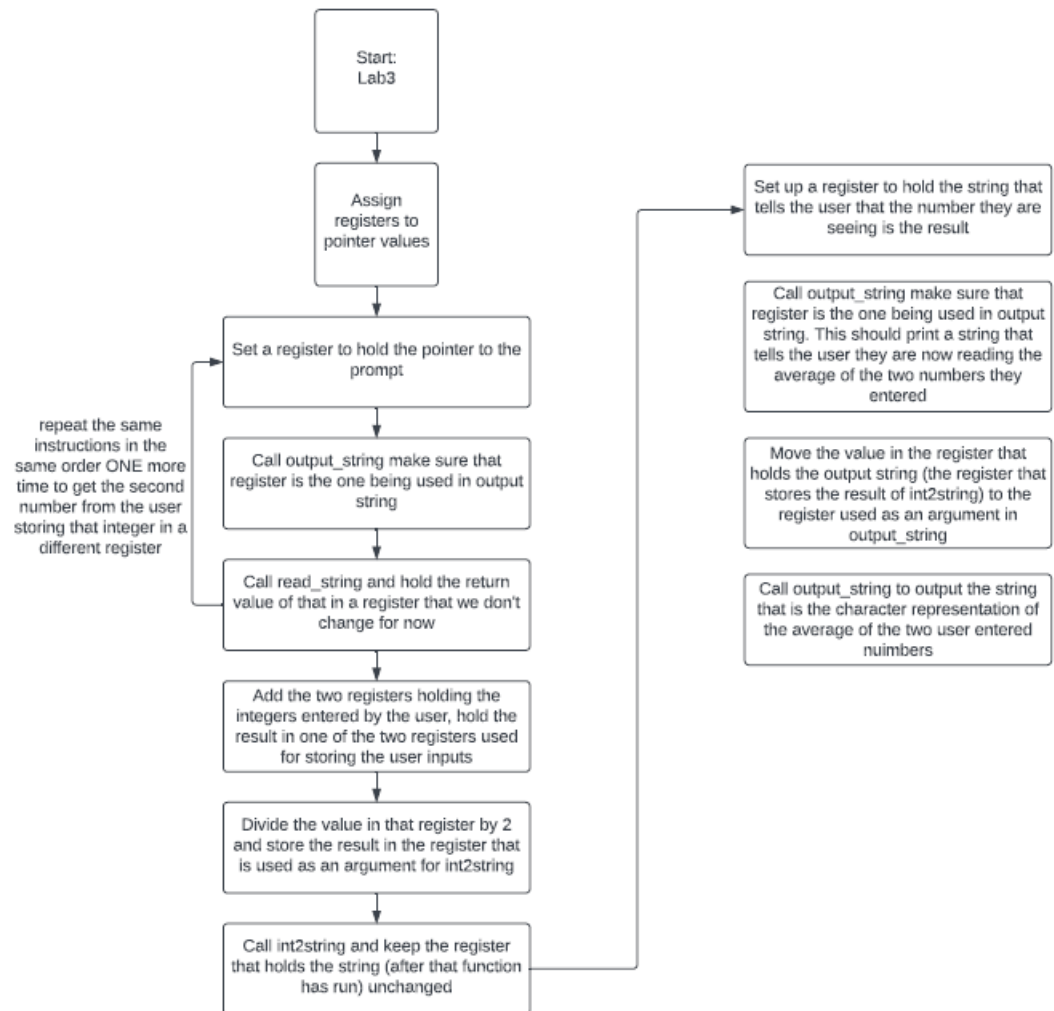 Start:
Lab3
Assign
registers to
pointer values
Set a register to hold the pointer to the
prompt
Call output_string make sure that
register is the one being used in output
string
repeat the same
instructions in the
same order ONE more
time to get the second
number from the user
storing that integer in a
different register
Call read_string and hold the return
value of that in a register that we don't
change for now
Add the two registers holding the
integers entered by the user, hold the
result in one of the two registers used
for storing the user inputs
Divide the value in that register by 2
and store the result in the register that
is used as an argument for int2string
Call int2string and keep the register
that holds the string (after that function
has run) unchanged
Set up a register to hold the string that
tells the user that the number they are
seeing is the result
Call output_string make sure that
register is the one being used in output
string. This should print a string that
tells the user they are now reading the
average of the two numbers they
entered
Move the value in the register that
holds the output string (the register that
stores the result of int2string) to the
register used as an argument in
output_string
Call output_string to output the string
that is the character representation of
the average of the two user entered
nuimbers